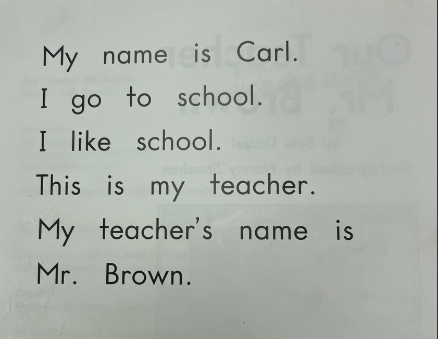 My name is Carl.
I go to school.
I like school.
This is my teacher.
My teacher's name is
Mr. Brown.